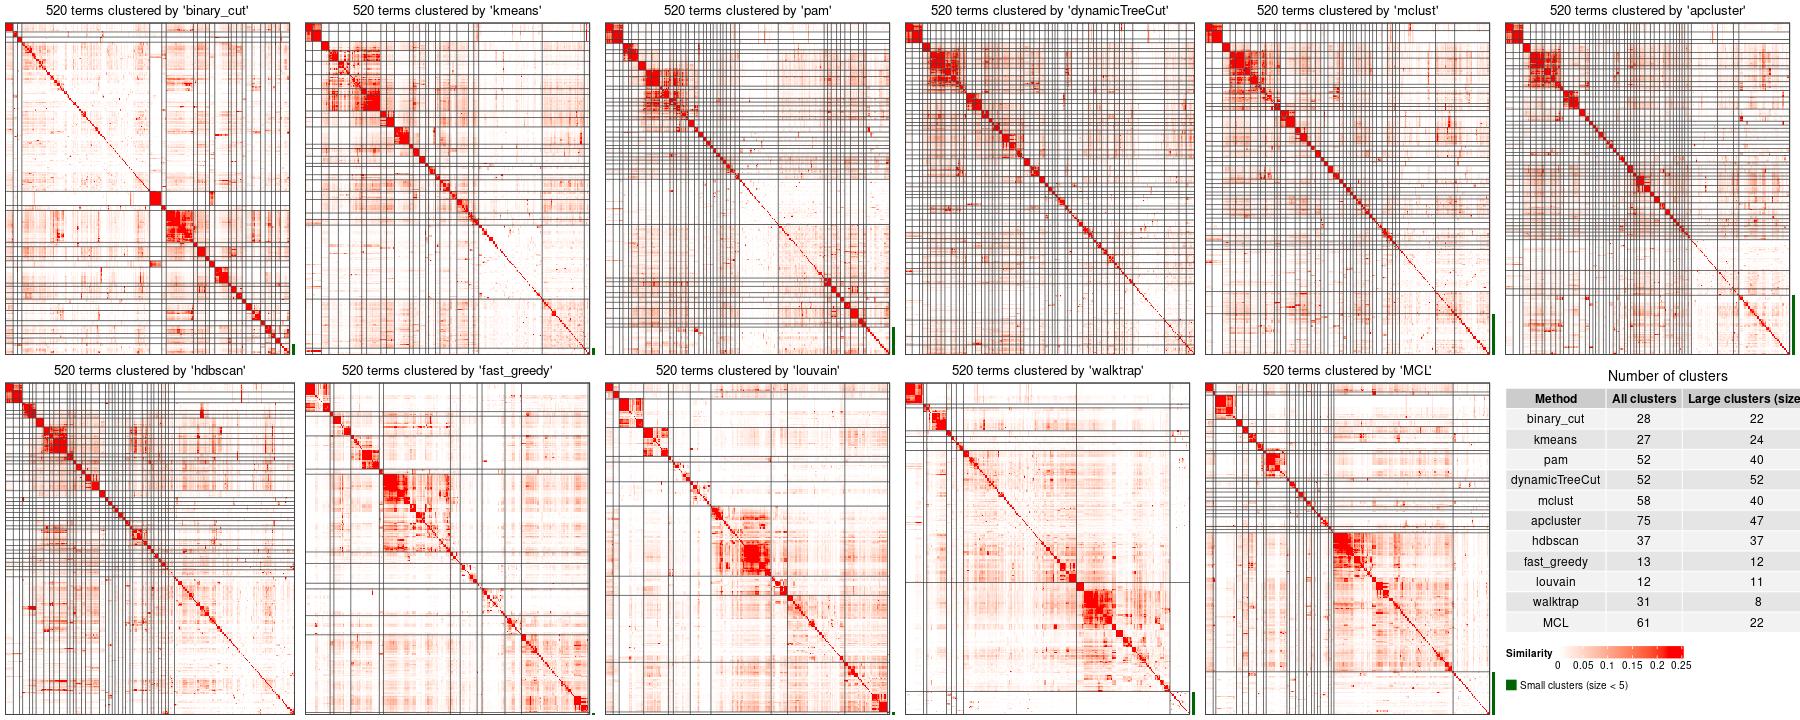 520 terms clustered by 'binary_cut'
520 terms clustered by 'kmeans'
520 terms clustered by 'pam'
520 terms clustered by 'dynamicTreeCut'
520 terms clustered by 'mclust'
520 terms clustered by 'apcluster'
520 terms clustered by 'hdbscan'
520 terms clustered by 'fast_greedy'
520 terms clustered by 'louvain'
520 terms clustered by 'walktrap'
520 terms clustered by 'MCL'
Number of clusters
Method All clusters Large clusters (size
binary_cut 28 22
kmeans 27 24
pam 52 40
dynamicTreeCut 52 52
mclust 58 40
apcluster 75 47
hdbscan 37 37
fast_greedy 13 12
louvain 12 11
walktrap 31 8
MCL 61 22
Similarity
0 0.05 0.1 0.15 0.2 0.25
Small clusters (size < 5)